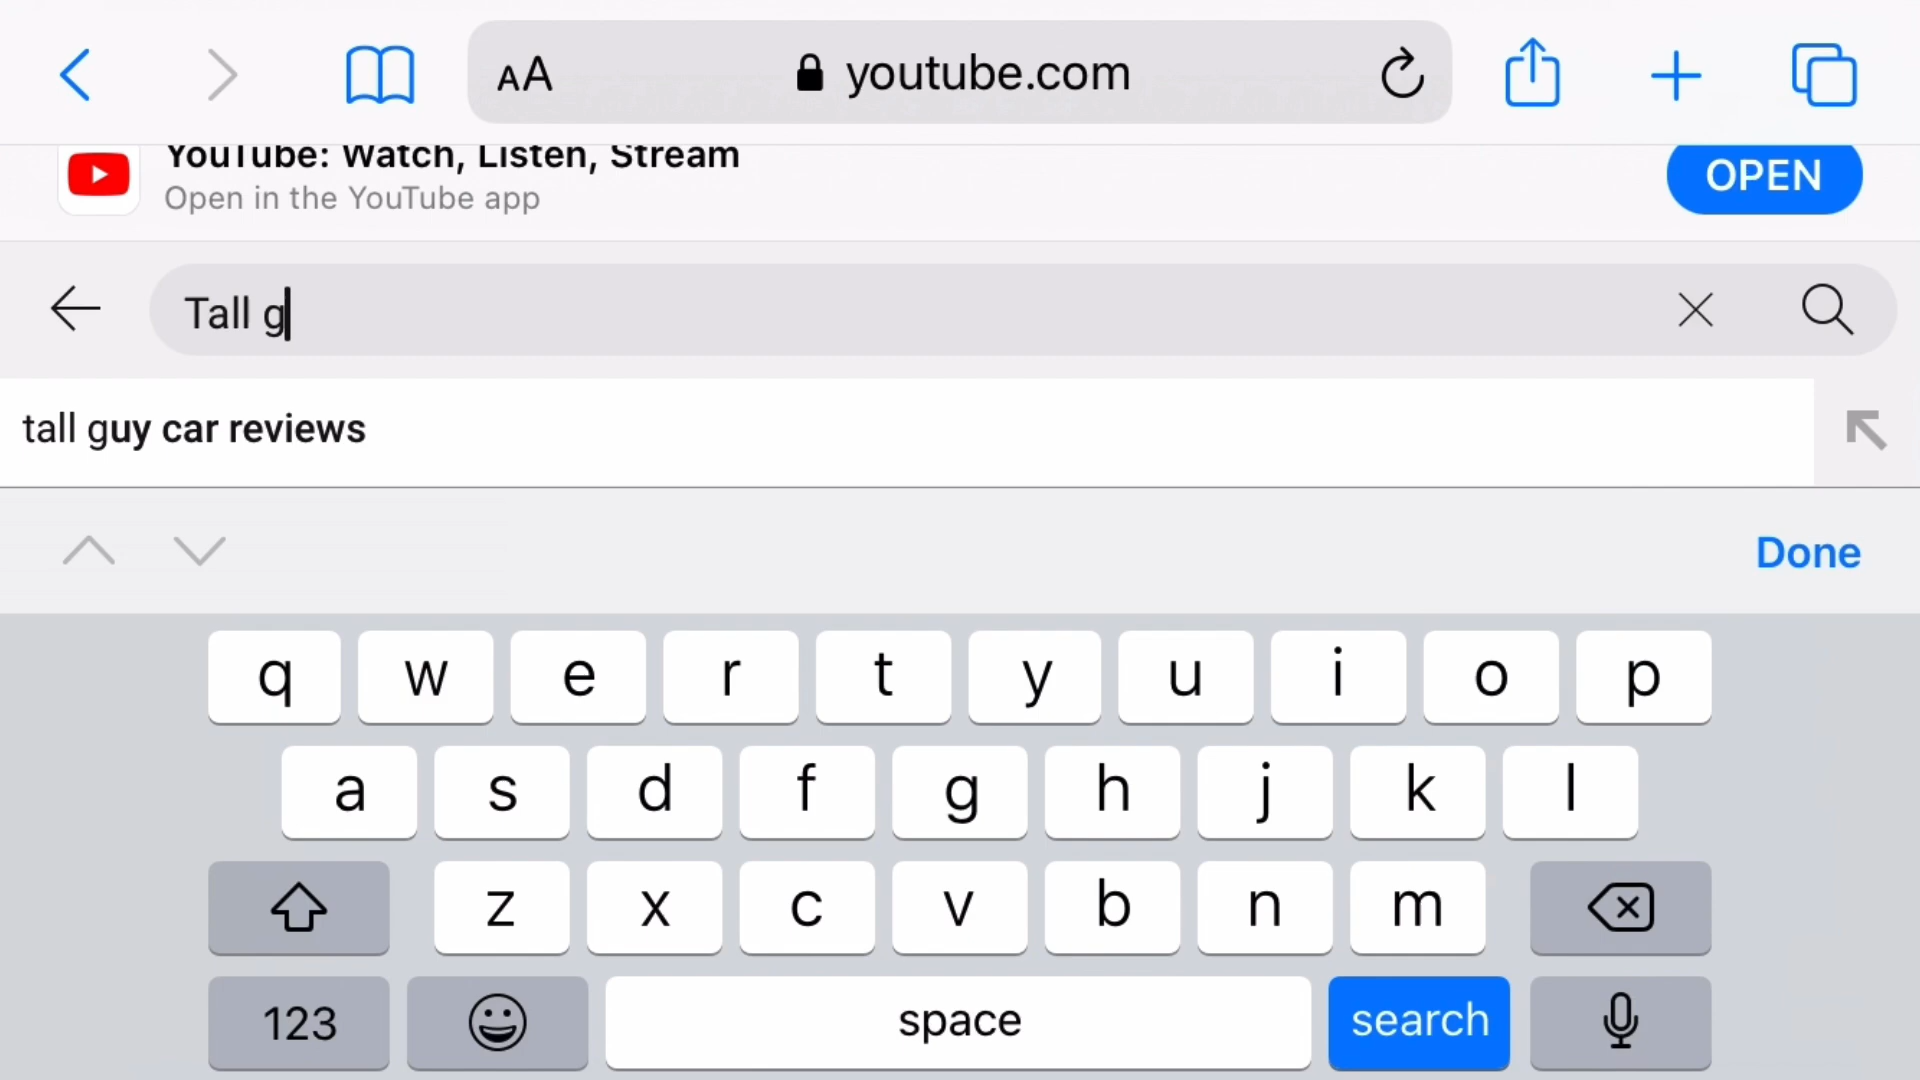 AA
youtube.com
YouTube: Watch, Listen, Stream
Open in the YouTube app
OPEN
Tall g
tall guy car reviews
Done
q w e r t y u i o p
a s d f g h j k l
z x c v b n m
123 space search